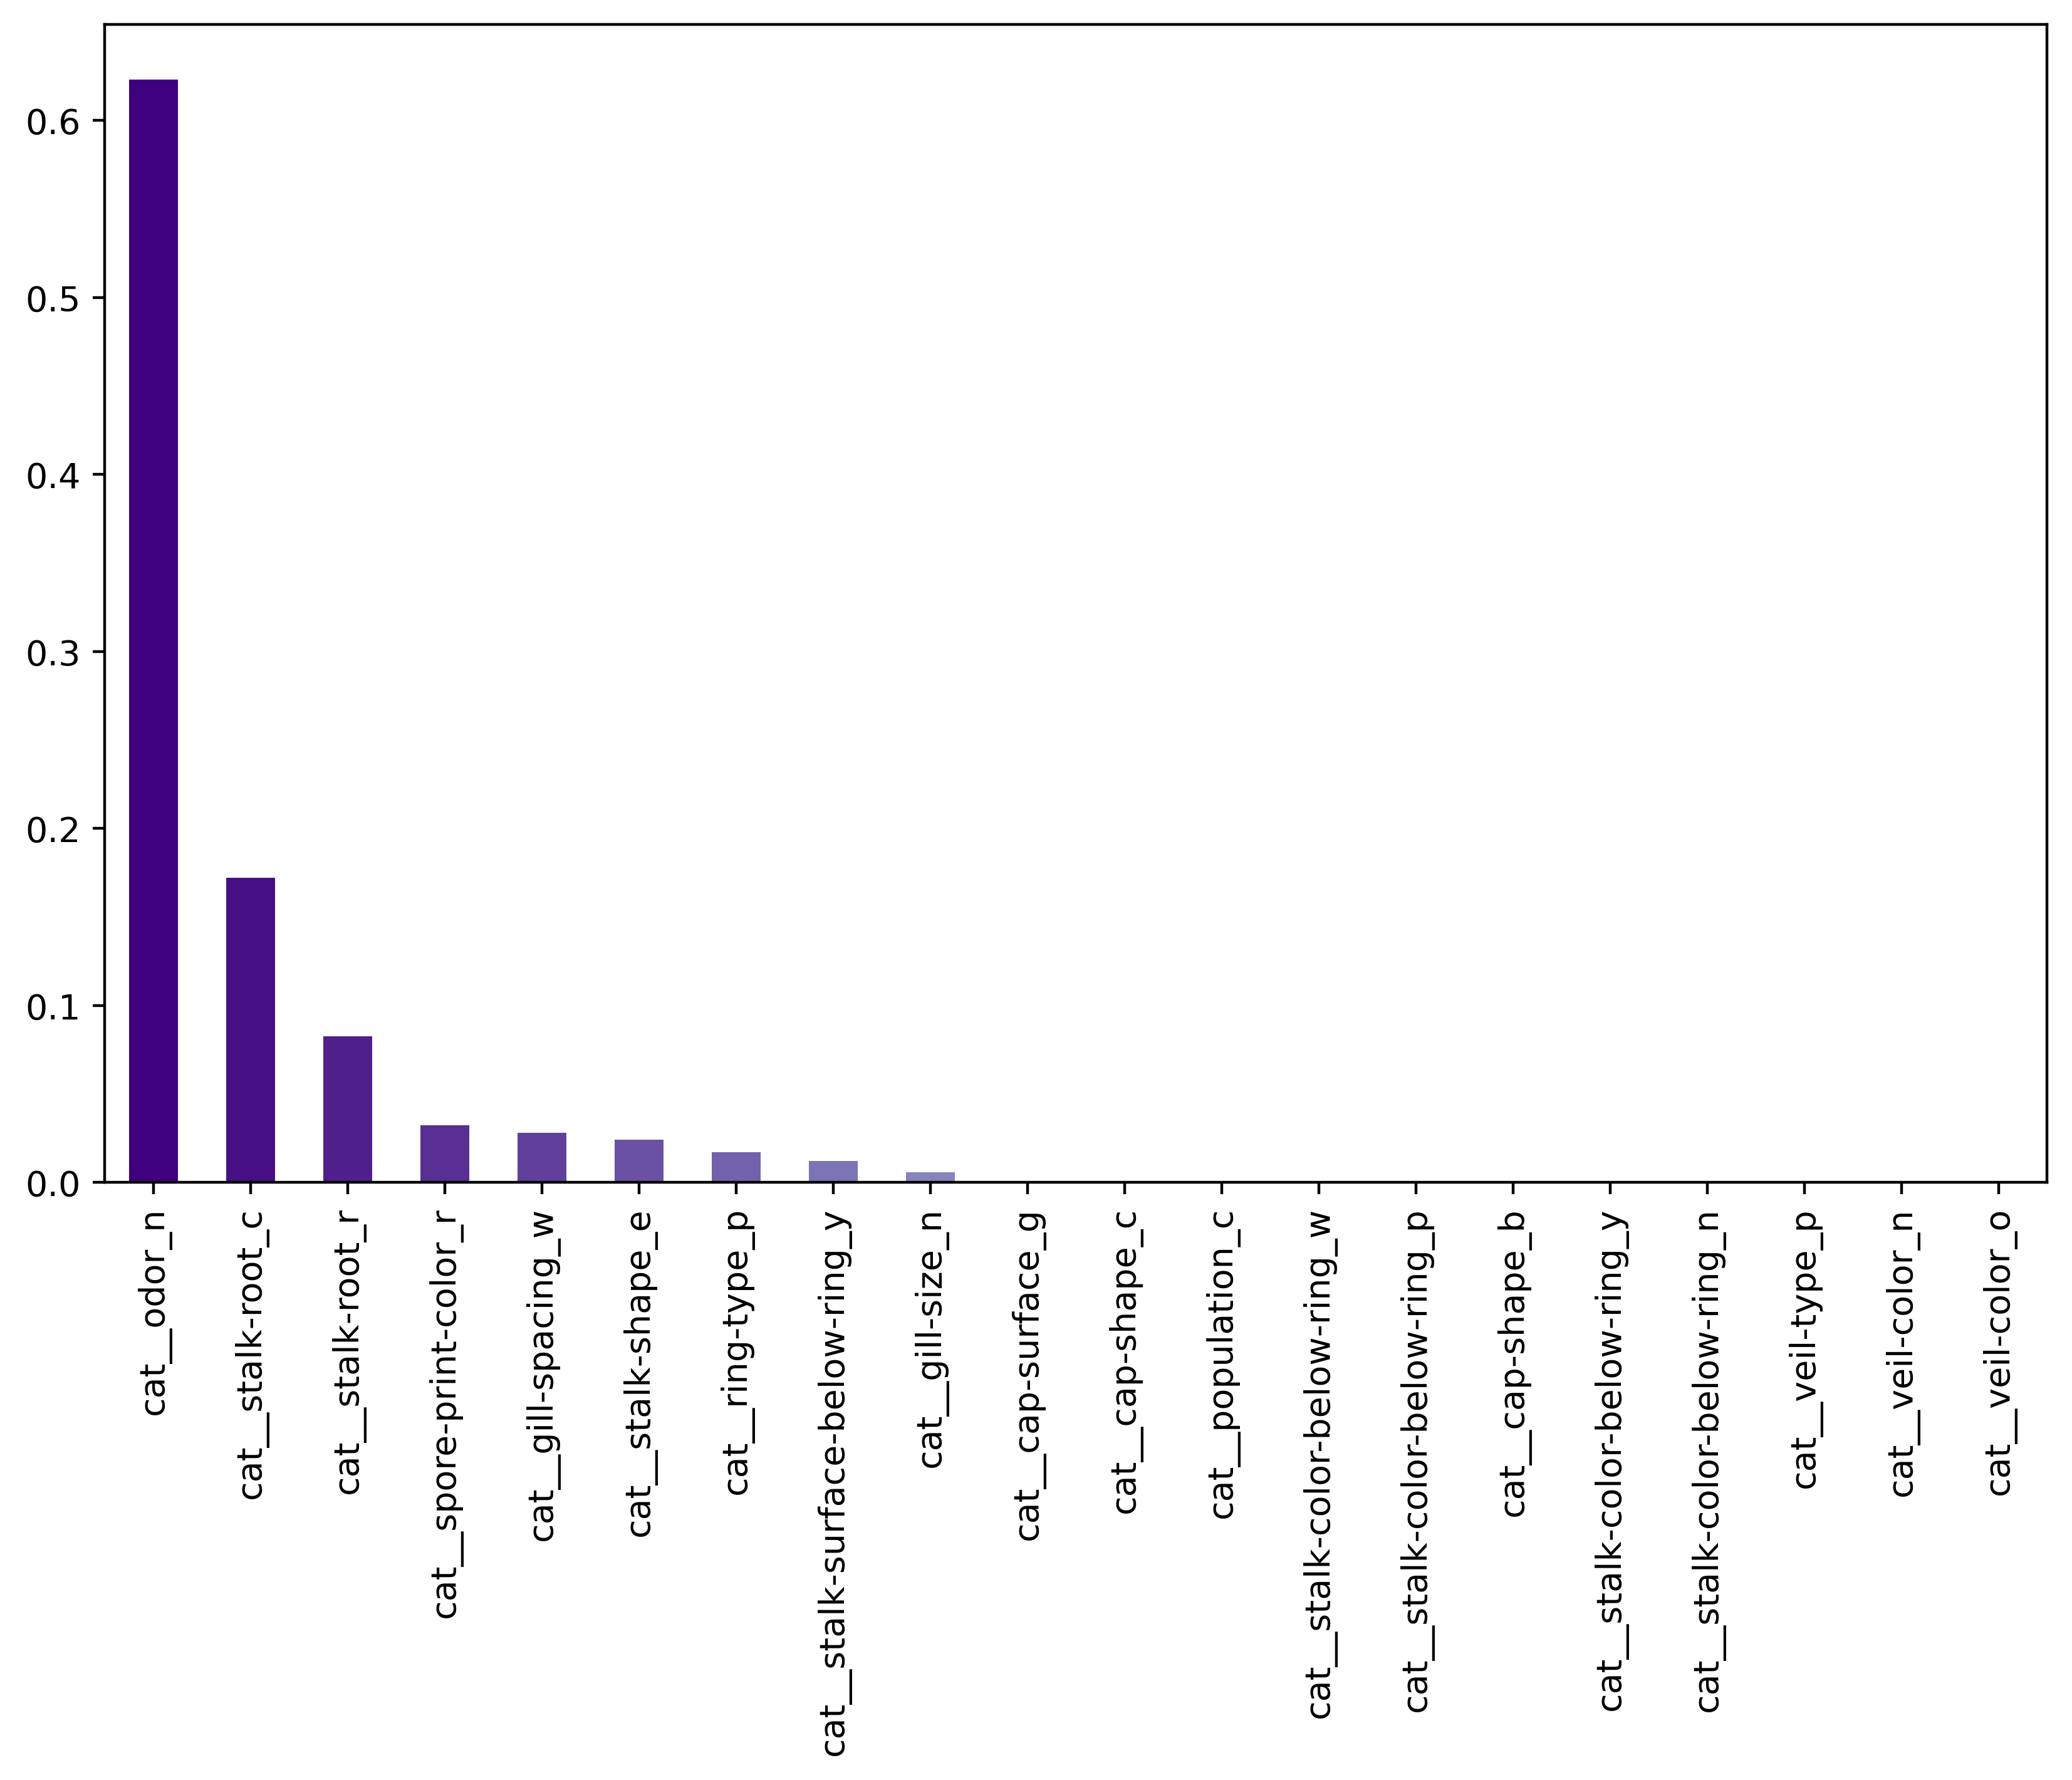 0.6
0.5
0.4
0.3
0.2
0.1
0.0
cat__odor_n
cat__stalk-root_c
cat__stalk-root_r
cat__spore-print-color_r
cat__gill-spacing_w
cat__stalk-shape_e
cat__ring-type_p
cat__stalk-surface-below-ring_y
cat__gill-size_n
cat__cap-surface_g
cat__cap-shape_c
cat__population_c
cat__stalk-color-below-ring_w
cat__stalk-color-below-ring_p
cat__cap-shape_b
cat__stalk-color-below-ring_y
cat__stalk-color-below-ring_n
cat__veil-type_p
cat__veil-color_n
cat__veil-color_o